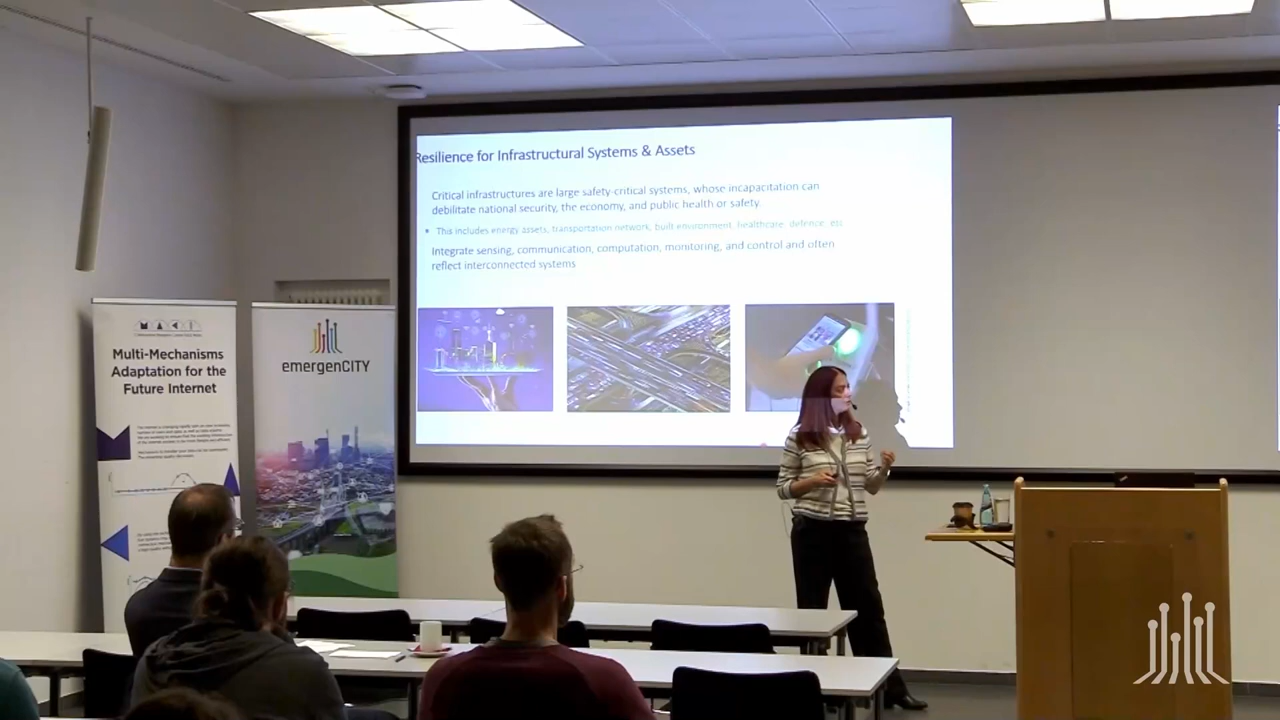 Resilience for Infrastructural Systems & Assets
Critical infrastructures are large safety-critical systems, whose incapacitation can
debilitate national security, the economy, and public health or safety.
• This includes energy assets, transportation network, built environment, healthcare, defence, etc
Integrate sensing, communication, computation, monitoring, and control and often
reflect interconnected systems
Multi-Mechanisms
Adaptation for the
Future Internet
emergenCITY